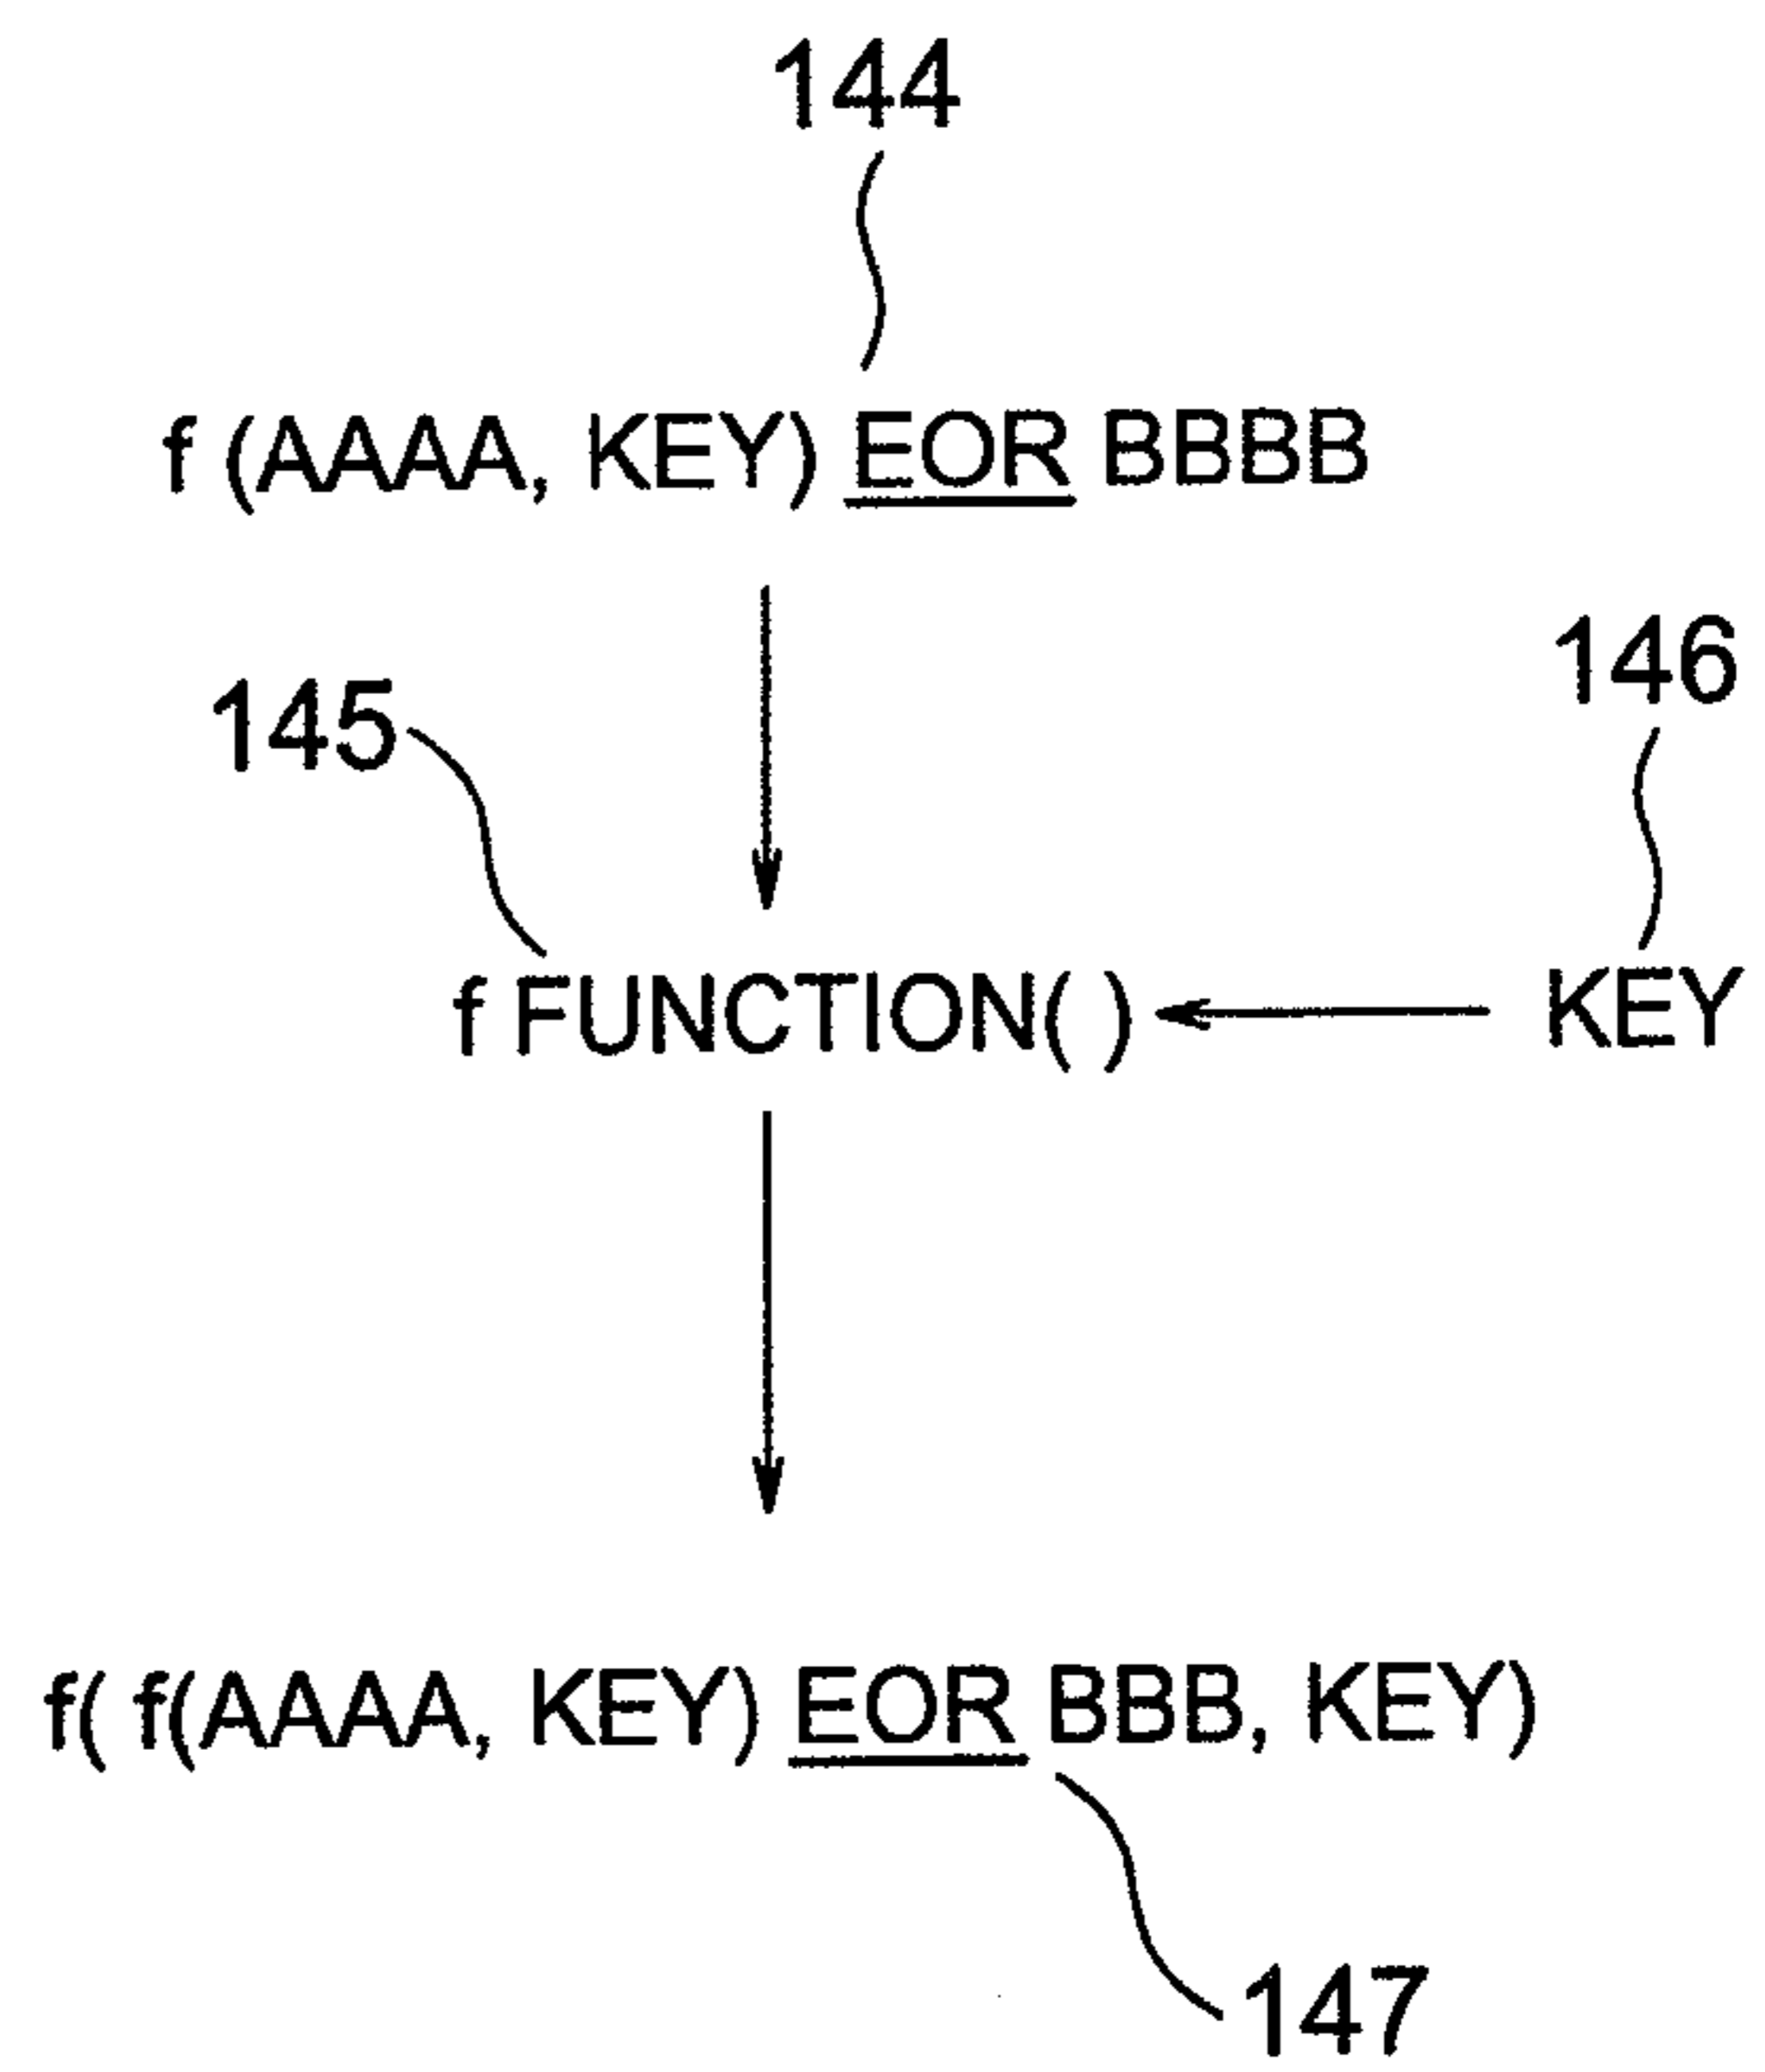 144
f (AAAA, KEY) EOR BBBB
146
145
f FUNCTION( ) KEY
f( f(AAAA, KEY) EOR BBB, KEY)
147